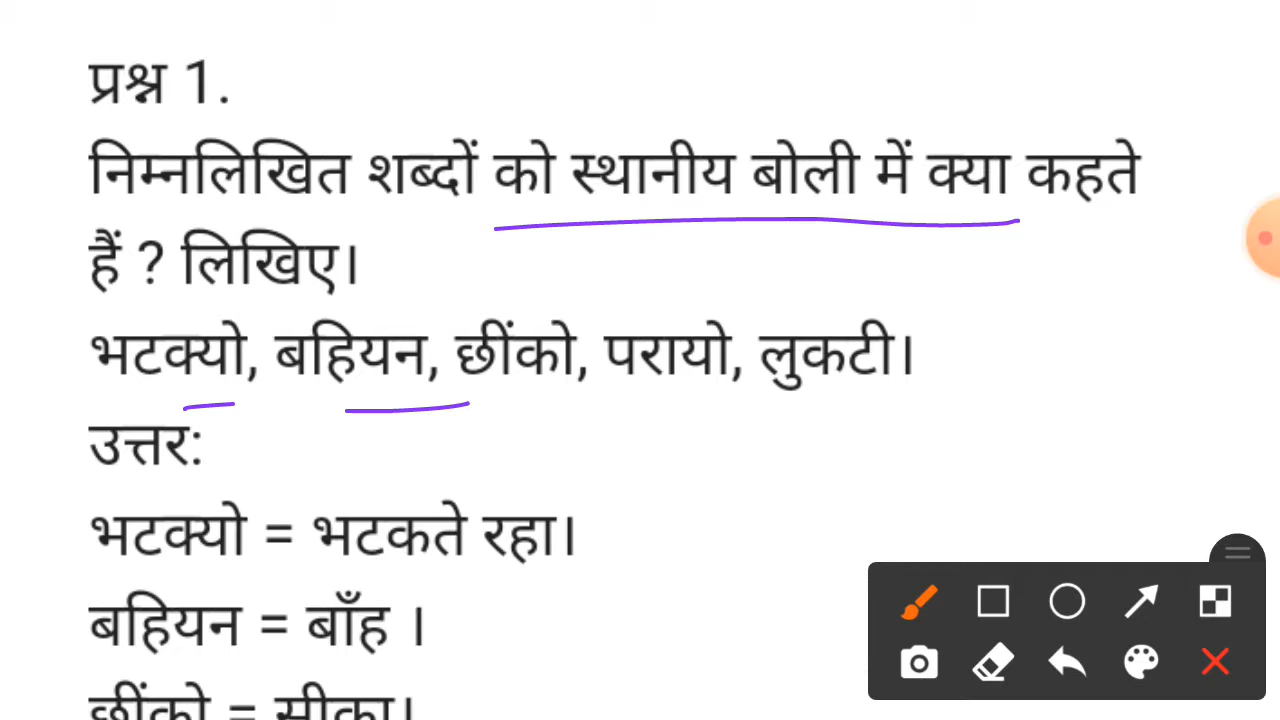 प्रश्न 1.
निम्नलिखित शब्दों को स्थानीय बोली में क्या कहते
हैं ? लिखिए।
भटक्यो, बहियन, छींको, परायो, लुकटी।
उत्तर:
भटक्यो = भटकते रहा।
बहियन = बाँह ।
छींको = सीका।